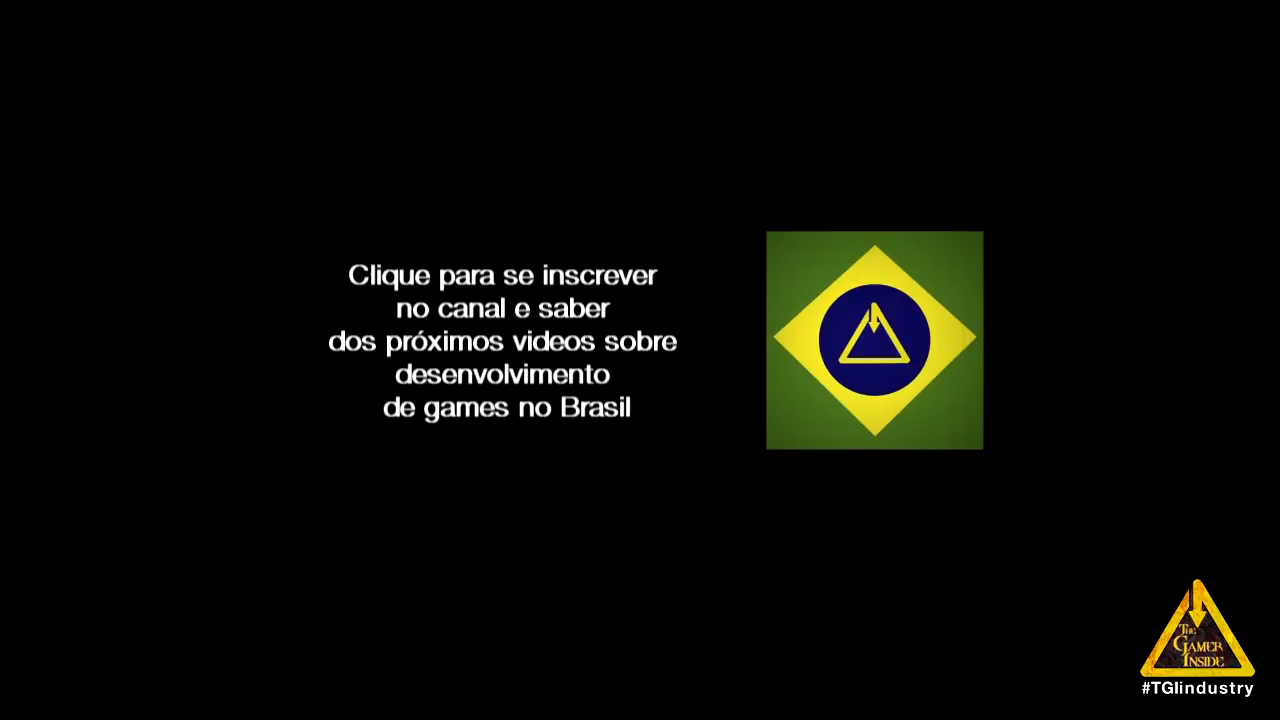 Clique para se inscrever
no canal e saber
dos próximos videos sobre
desenvolvimento
de games no Brasil
The
Gamer
Inside
#TGIindustry